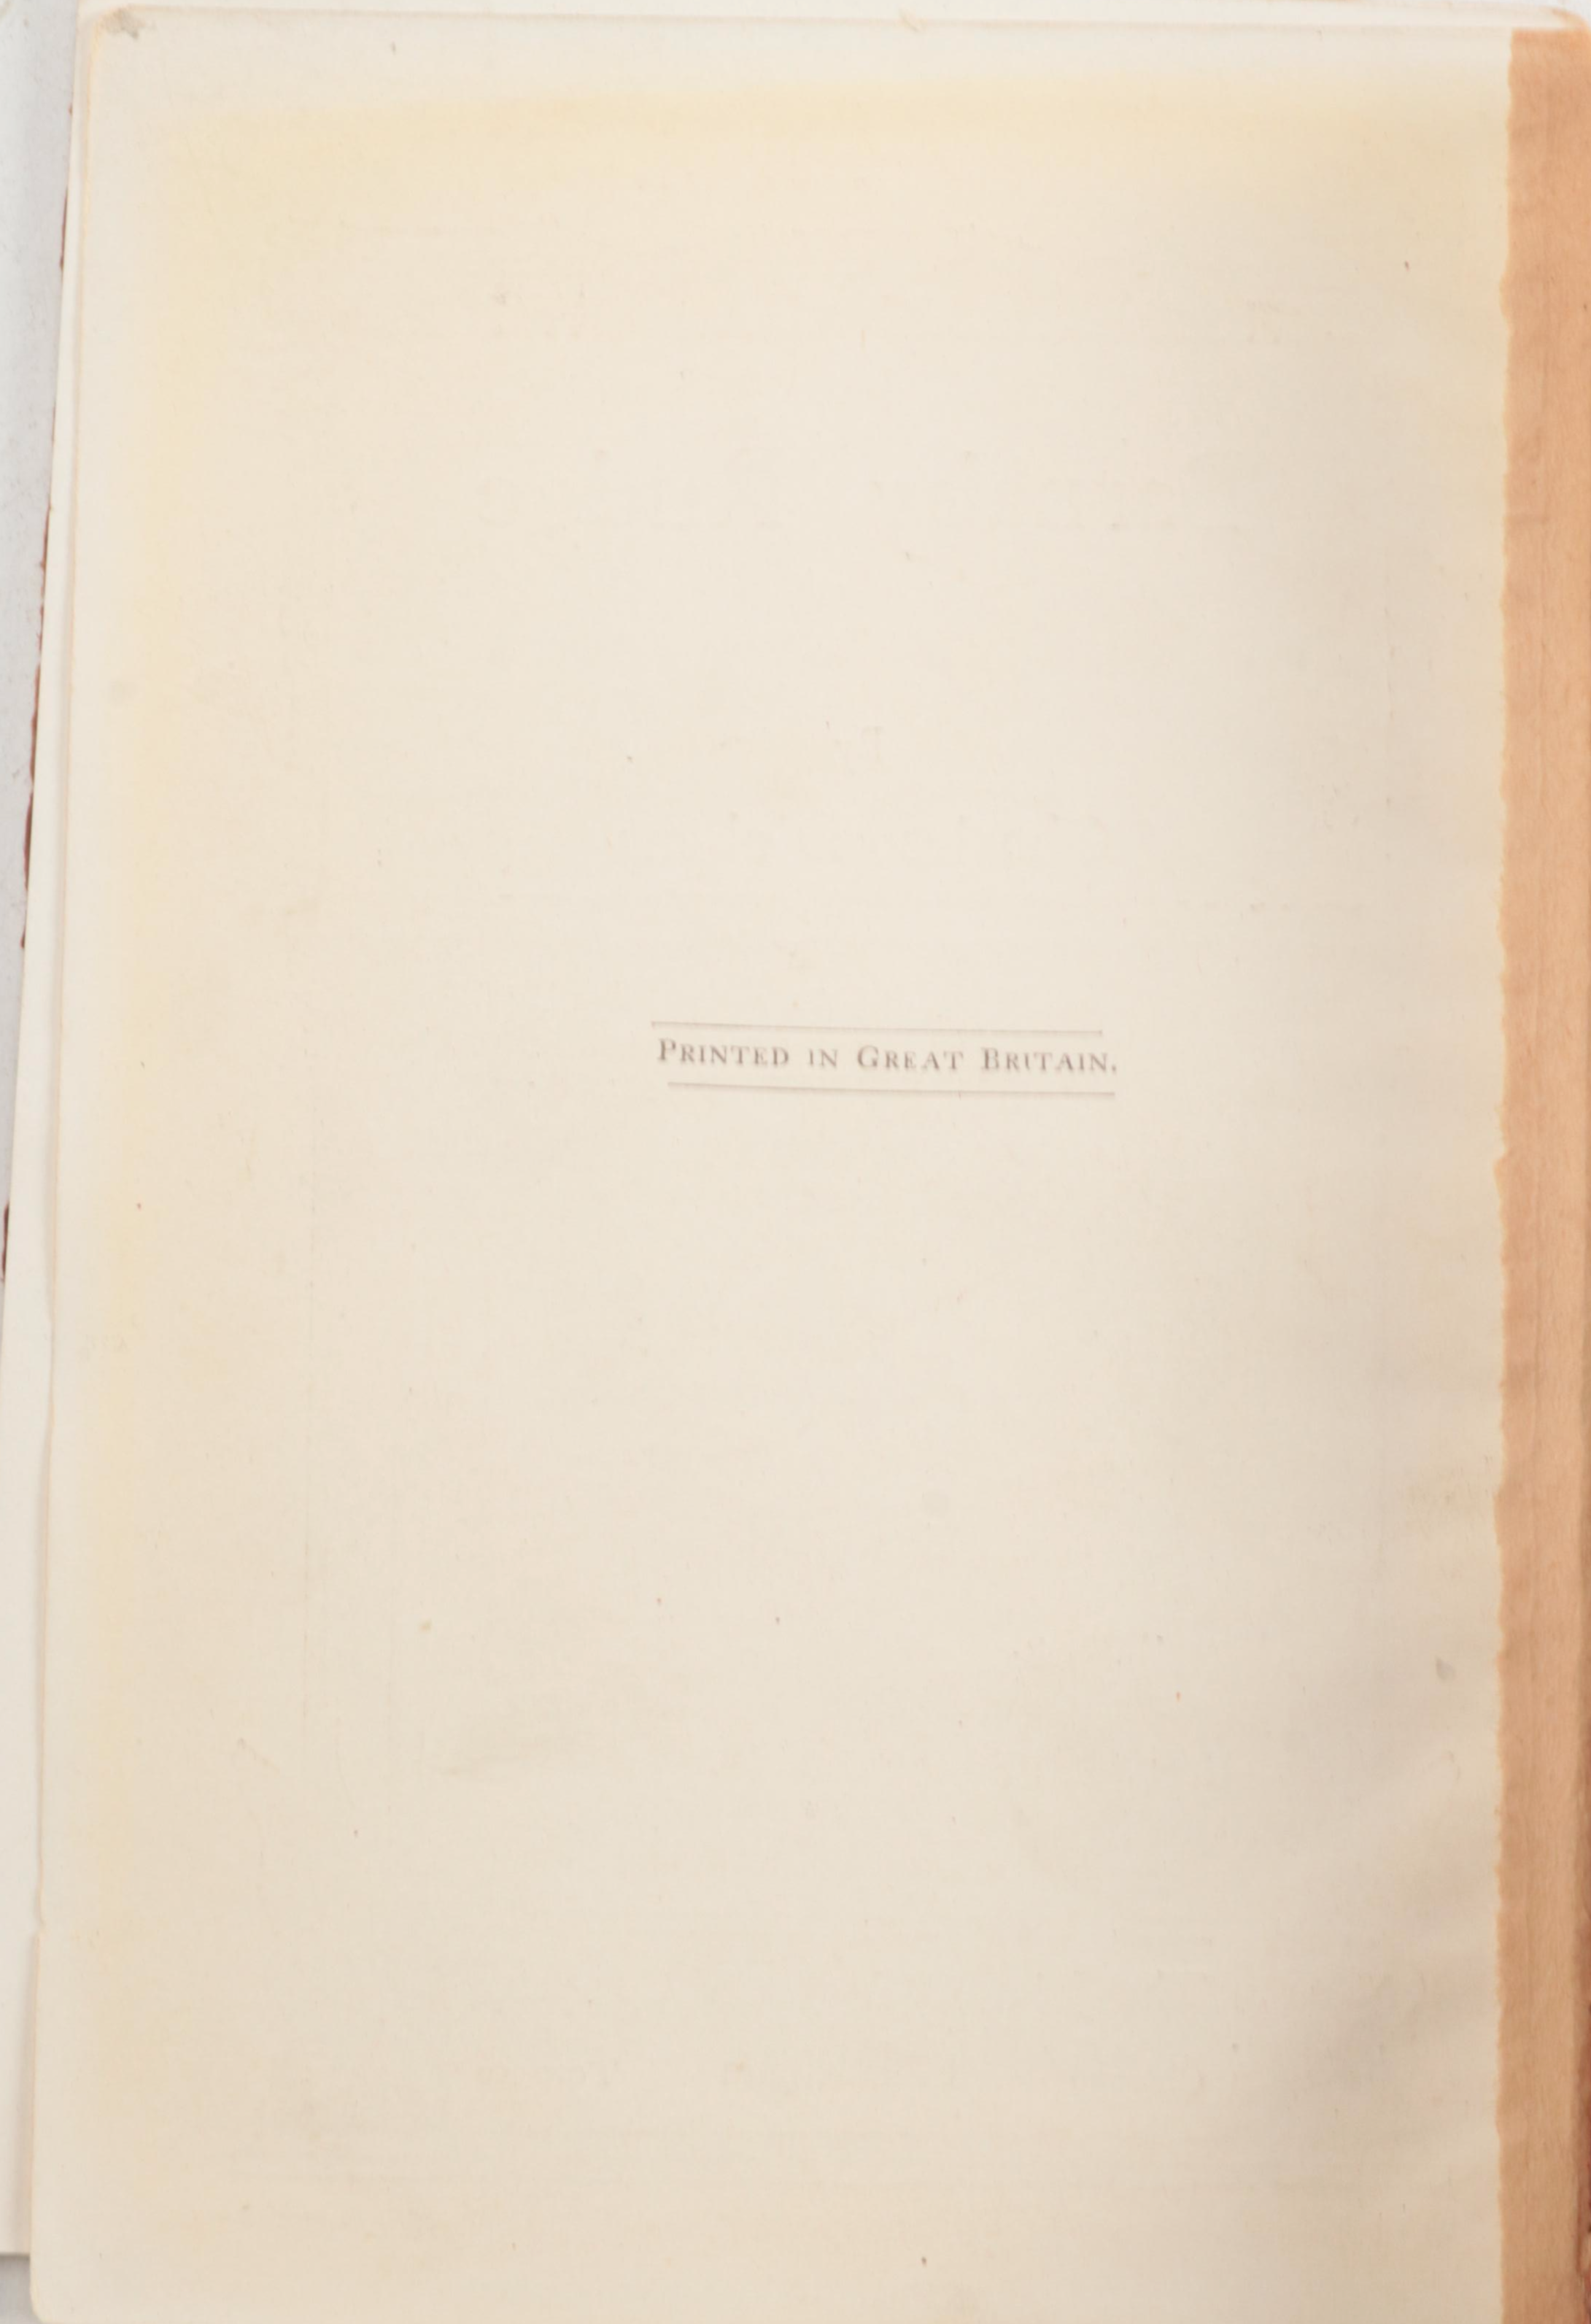 PRINTED IN GREAT BRITAIN.